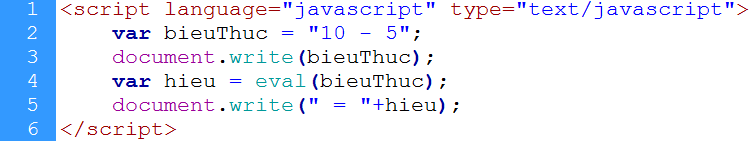 1 <script language="javascript" type="text/javascript">
2 var bieuThuc = "10 - 5";
3 document.write(bieuThuc);
4 var hieu = eval(bieuThuc);
5 document.write(" = "+hieu);
6 </script>